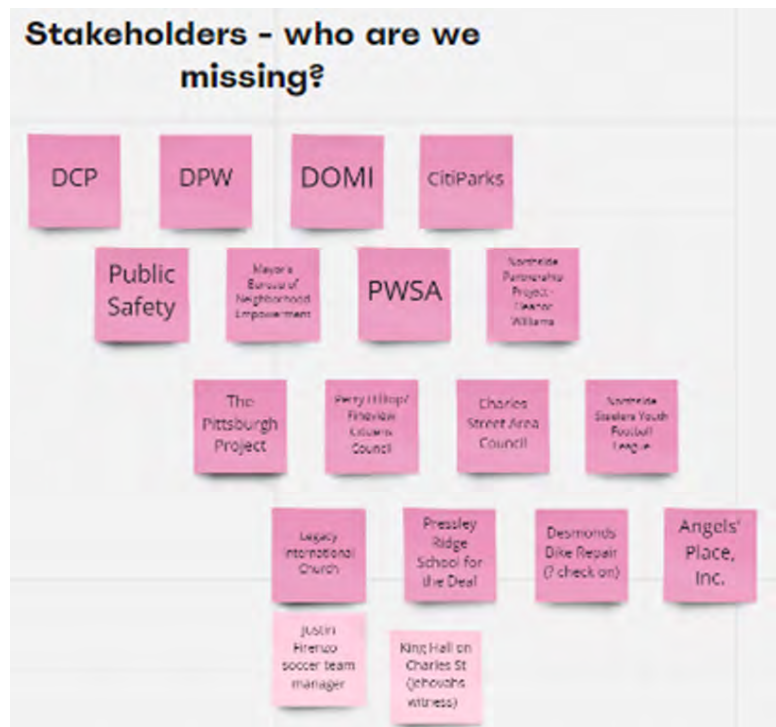 Stakeholders - who are we
missing?
DCP
DPW
DOMI
CitiParks
Public
Safety
Mayor's
Bureau of
Neighborhood
Empowerment
PWSA
Northside
Partnership
Project -
Eleanor
Williams
The
Pittsburgh
Project
Perry Hilltop/
Fineview
Citizens
Council
Charles
Street Area
Council
Northside
Steelers Youth
Football
League
Legacy
International
Church
Pressley
Ridge
School for
the Deaf
Desmonds
Bike Repair
(? check on)
Angels'
Place,
Inc.
Justin
Firenzo
soccer team
manager
King Hall on
Charles St
(Jehovahs
witness)